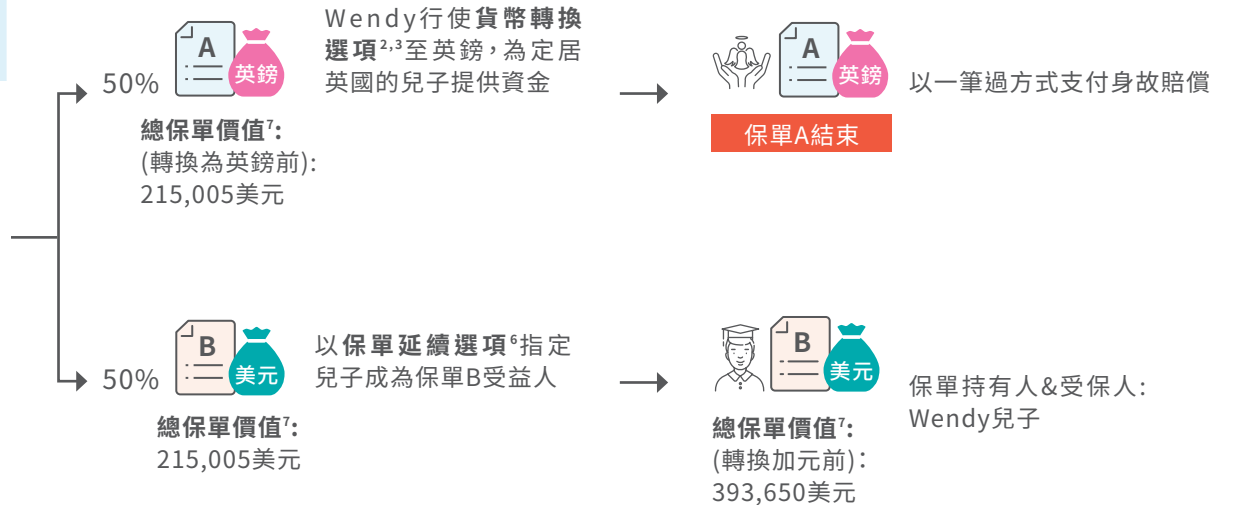 50%
A
英鎊
總保單價值⁷:
(轉換為英鎊前):
215,005美元
Wendy行使貨幣轉換
選項²,³至英鎊，為定居
英國的兒子提供資金
A
英鎊
保單A結束
以一筆過方式支付身故賠償
50%
B
美元
總保單價值⁷:
215,005美元
以保單延續選項⁶指定
兒子成為保單B受益人
B
美元
總保單價值⁷:
(轉換加元前)：
393,650美元
保單持有人&受保人:
Wendy兒子